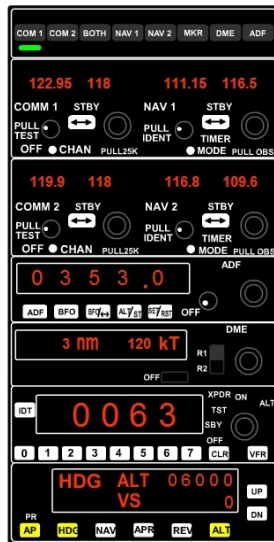 COM 1 COM 2 BOTH NAV 1 NAV 2 MKR DME ADF
122.95 118 111.15 116.5
COMM 1 STBY NAV 1 STBY
PULL TEST PULL IDENT TIMER
OFF CHAN PULL25K MODE PULL OBS
119.9 118 116.8 109.6
COMM 2 STBY NAV 2 STBY
PULL TEST PULL IDENT TIMER
OFF CHAN PULL25K MODE PULL OBS
0 3 5 3 .0 ADF
ADF BFO BFO/↔ ALT/ST SET/RST OFF
3 nm 120 kT DME
R1
R2
OFF
XPDR ON ALT
IDT 0 0 6 3 TST
SBY
OFF
0 1 2 3 4 5 6 7 CLR VFR
HDG ALT 06000 UP
VS 0 DN
PR
AP HDG NAV APR REV ALT